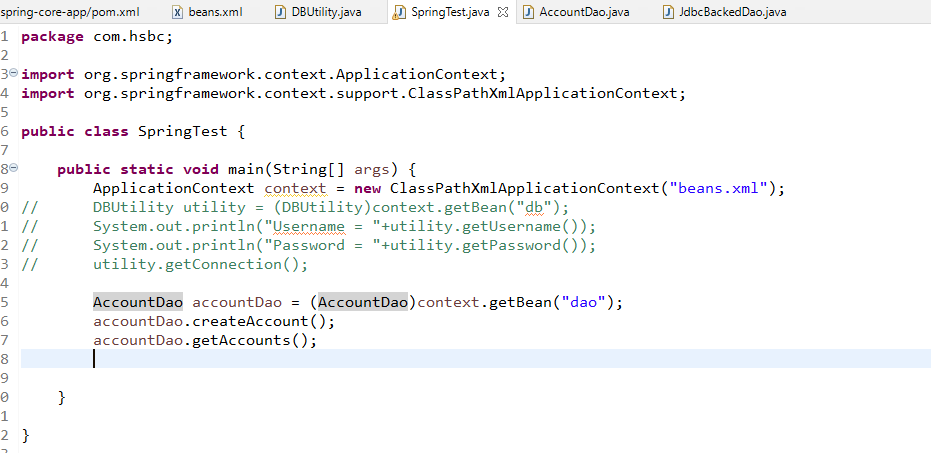 spring-core-app/pom.xml beans.xml DBUtility.java SpringTest.java AccountDao.java JdbcBackedDao.java
1 package com.hsbc;
2
3 import org.springframework.context.ApplicationContext;
4 import org.springframework.context.support.ClassPathXmlApplicationContext;
5
6 public class SpringTest {
7
8 public static void main(String[] args) {
9 ApplicationContext context = new ClassPathXmlApplicationContext("beans.xml");
0 // DBUtility utility = (DBUtility)context.getBean("db");
1 // System.out.println("Username = "+utility.getUsername());
2 // System.out.println("Password = "+utility.getPassword());
3 // utility.getConnection();
4
5 AccountDao accountDao = (AccountDao)context.getBean("dao");
6 accountDao.createAccount();
7 accountDao.getAccounts();
8
9
0 }
1
2 }